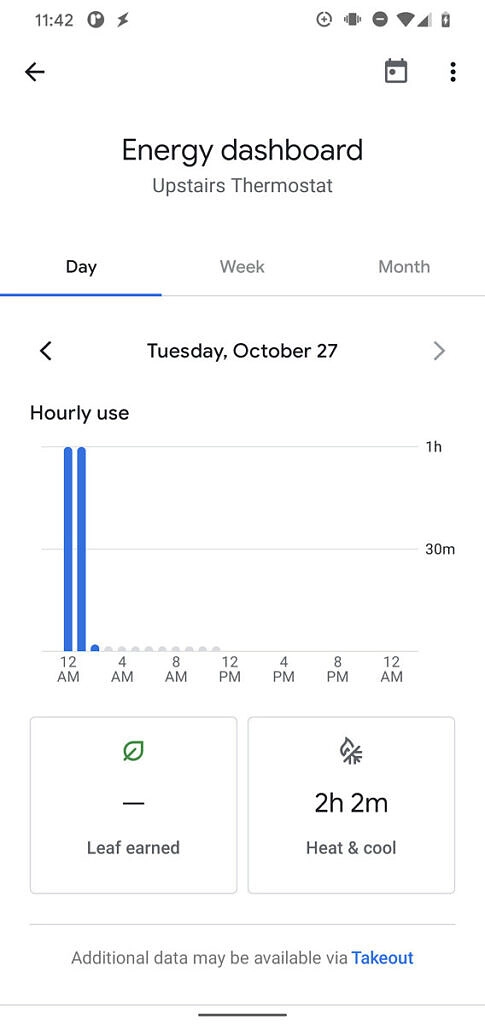 11:42
Energy dashboard
Upstairs Thermostat
Day Week Month
Tuesday, October 27
Hourly use
1h
30m
12 4 8 12 4 8 12
AM AM AM PM PM PM AM
— 2h 2m
Leaf earned Heat & cool
Additional data may be available via Takeout